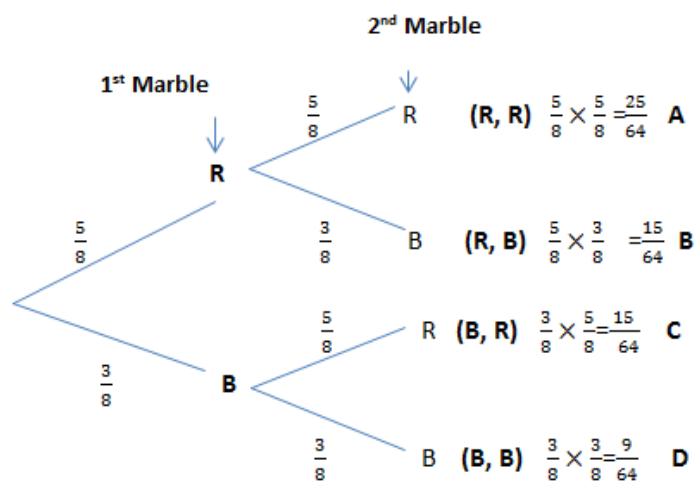 2nd Marble
1st Marble
5/8 R (R, R) 5/8 × 5/8 = 25/64 A
R
5/8 3/8 B (R, B) 5/8 × 3/8 = 15/64 B
5/8 R (B, R) 3/8 × 5/8 = 15/64 C
3/8 B
3/8 B (B, B) 3/8 × 3/8 = 9/64 D